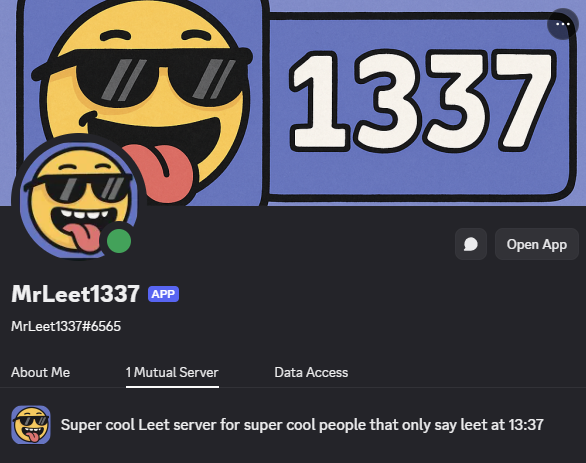 1337
Open App
MrLeet1337 APP
MrLeet1337#6565
About Me 1 Mutual Server Data Access
Super cool Leet server for super cool people that only say leet at 13:37